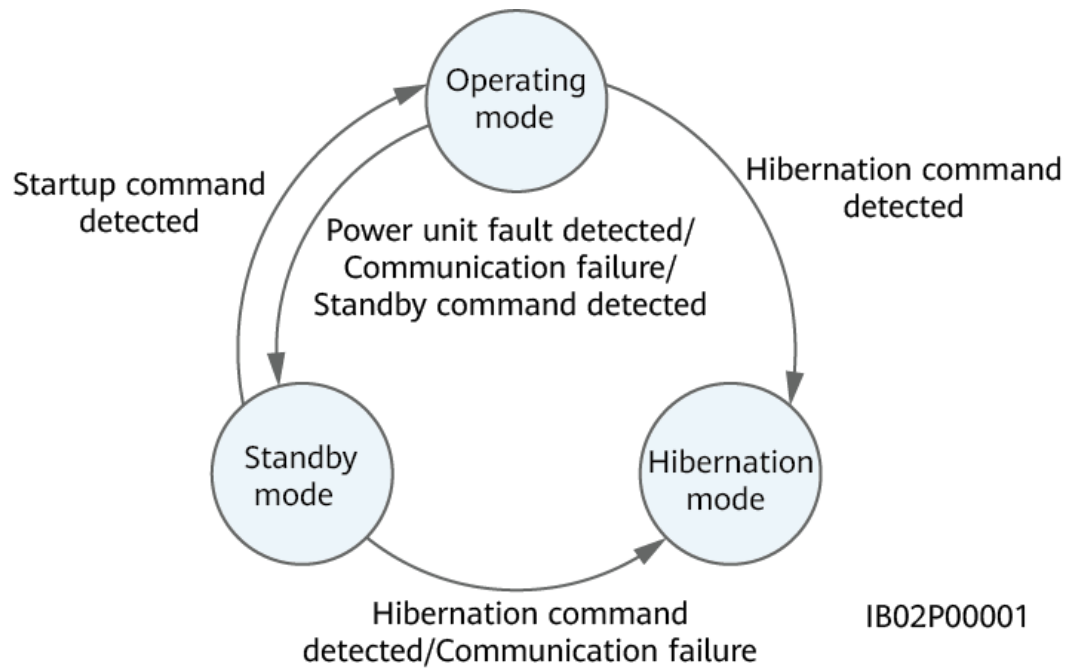 Operating
mode
Startup command
detected
Hibernation command
detected
Power unit fault detected/
Communication failure/
Standby command detected
Standby
mode
Hibernation
mode
Hibernation command
detected/Communication failure
IB02P00001